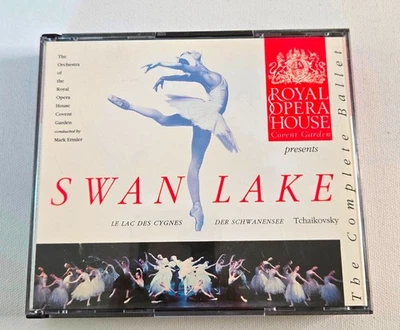 The
Orchestra
of the
Royal
Opera
House
Covent
Garden
conducted by
Mark Ermler
ROYAL
OPERA
HOUSE
Covent Garden
presents
SWAN LAKE
LE LAC DES CYGNES DER SCHWANENSEE Tchaikovsky
The Complete Ballet